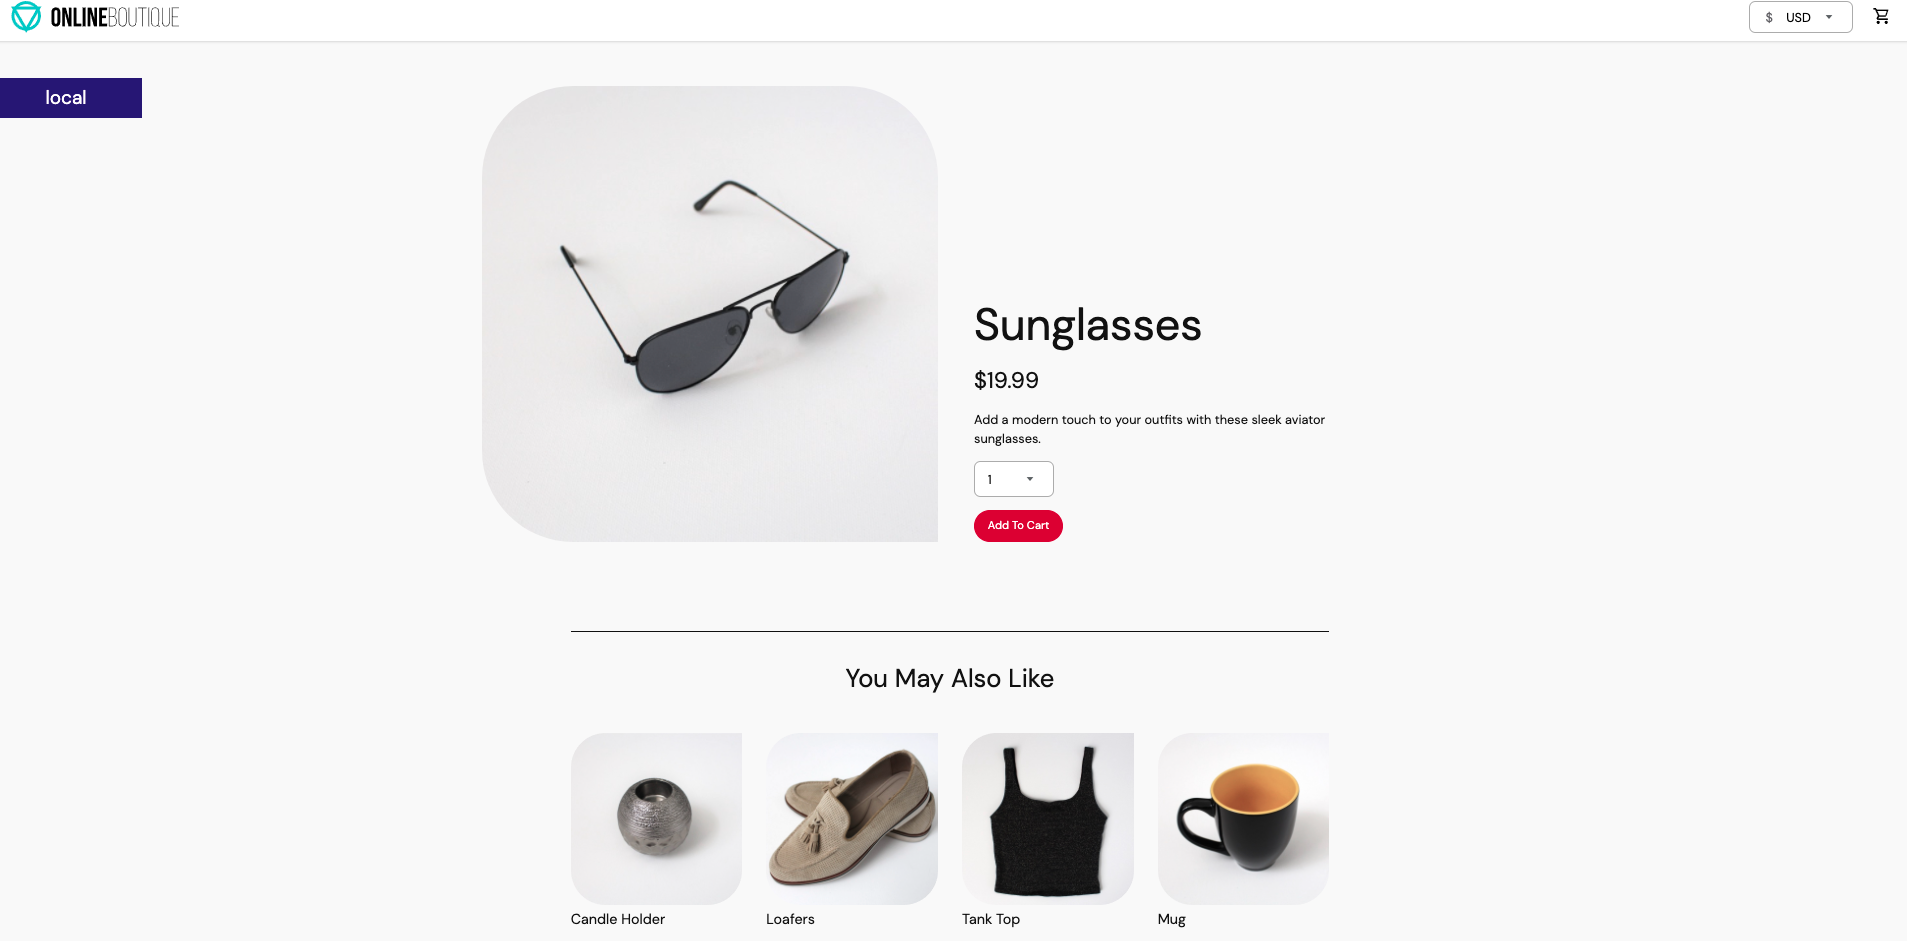 ONLINEBOUTIQUE
$ USD
local
Sunglasses
$19.99
Add a modern touch to your outfits with these sleek aviator
sunglasses.
1
Add To Cart
You May Also Like
Candle Holder
Loafers
Tank Top
Mug